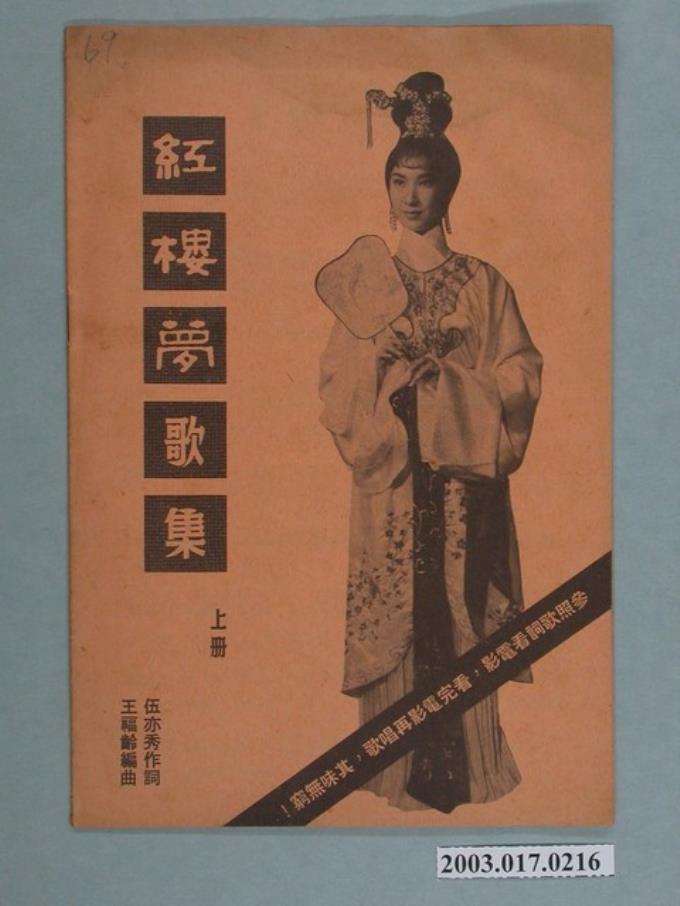 69
紅樓夢歌集
上冊
伍亦秀作詞
王福齡編曲
參照歌詞看電影，看完電影再唱歌，其味無窮！
2003.017.0216